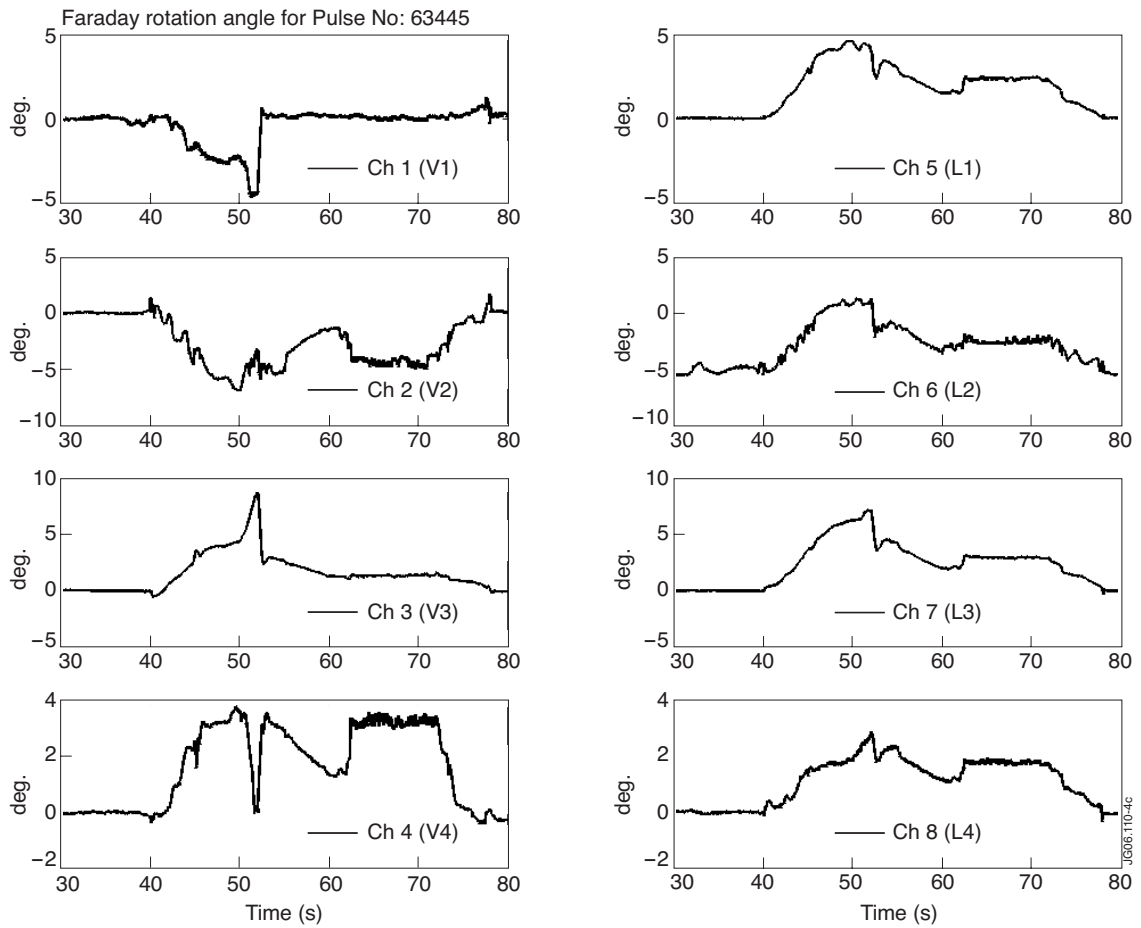 Faraday rotation angle for Pulse No: 63445
5
0
−5
deg.
Ch 1 (V1)
30 40 50 60 70 80
5
0
−5
deg.
Ch 5 (L1)
30 40 50 60 70 80
5
0
−5
−10
deg.
Ch 2 (V2)
30 40 50 60 70 80
5
0
−5
−10
deg.
Ch 6 (L2)
30 40 50 60 70 80
10
5
0
−5
deg.
Ch 3 (V3)
30 40 50 60 70 80
10
5
0
−5
deg.
Ch 7 (L3)
30 40 50 60 70 80
4
2
0
−2
deg.
Ch 4 (V4)
30 40 50 60 70 80
Time (s)
4
2
0
−2
deg.
Ch 8 (L4)
30 40 50 60 70 80
Time (s)
JG06.110-4c